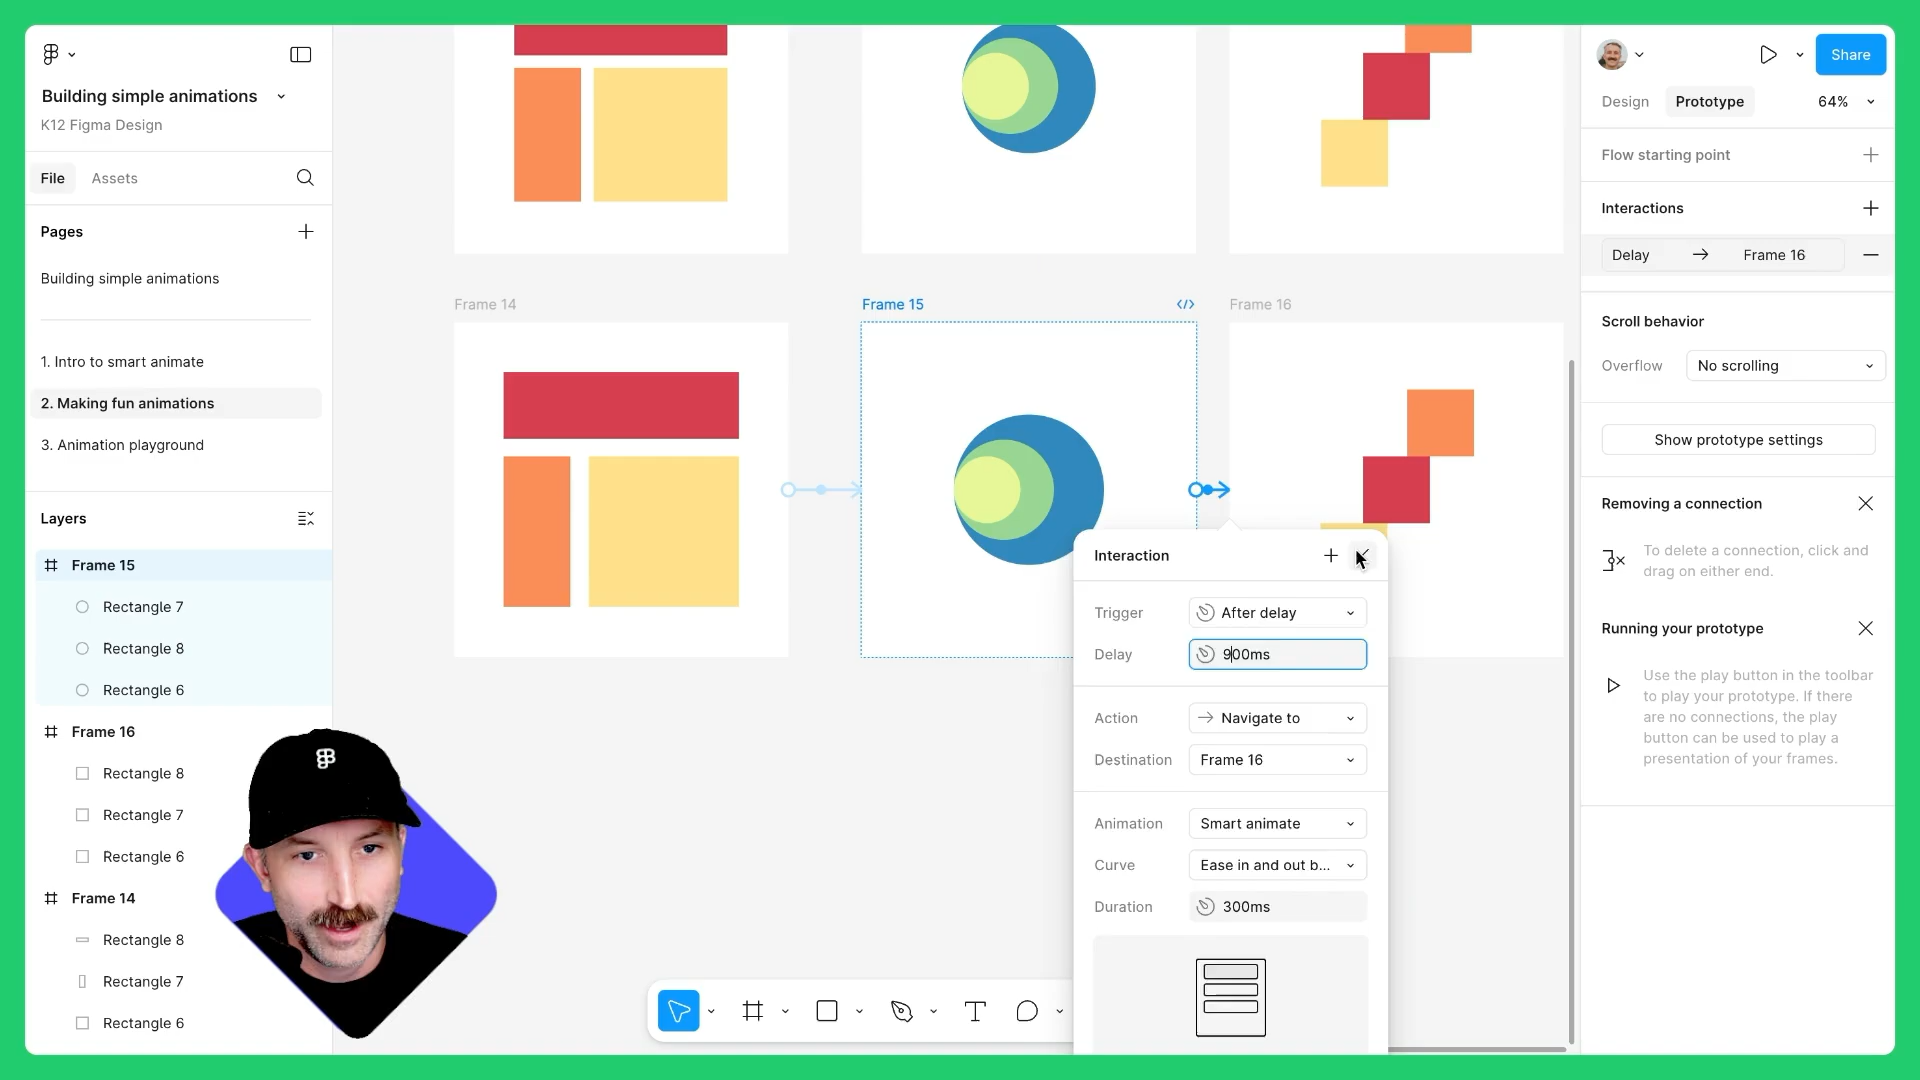 Building simple animations
K12 Figma Design
File
Assets
Pages
Building simple animations
1. Intro to smart animate
2. Making fun animations
3. Animation playground
Layers
Frame 15
Rectangle 7
Rectangle 8
Rectangle 6
Frame 16
Rectangle 8
Rectangle 7
Rectangle 6
Frame 14
Rectangle 8
Rectangle 7
Rectangle 6
Frame 14
Frame 15
Frame 16
Interaction
Trigger
After delay
Delay
900ms
Action
Navigate to
Destination
Frame 16
Animation
Smart animate
Curve
Ease in and out b...
Duration
300ms
Share
Design
Prototype
64%
Flow starting point
Interactions
Delay
Frame 16
Scroll behavior
Overflow
No scrolling
Show prototype settings
Removing a connection
To delete a connection, click and
drag on either end.
Running your prototype
Use the play button in the toolbar
to play your prototype. If there
are no connections, the play
button can be used to play a
presentation of your frames.